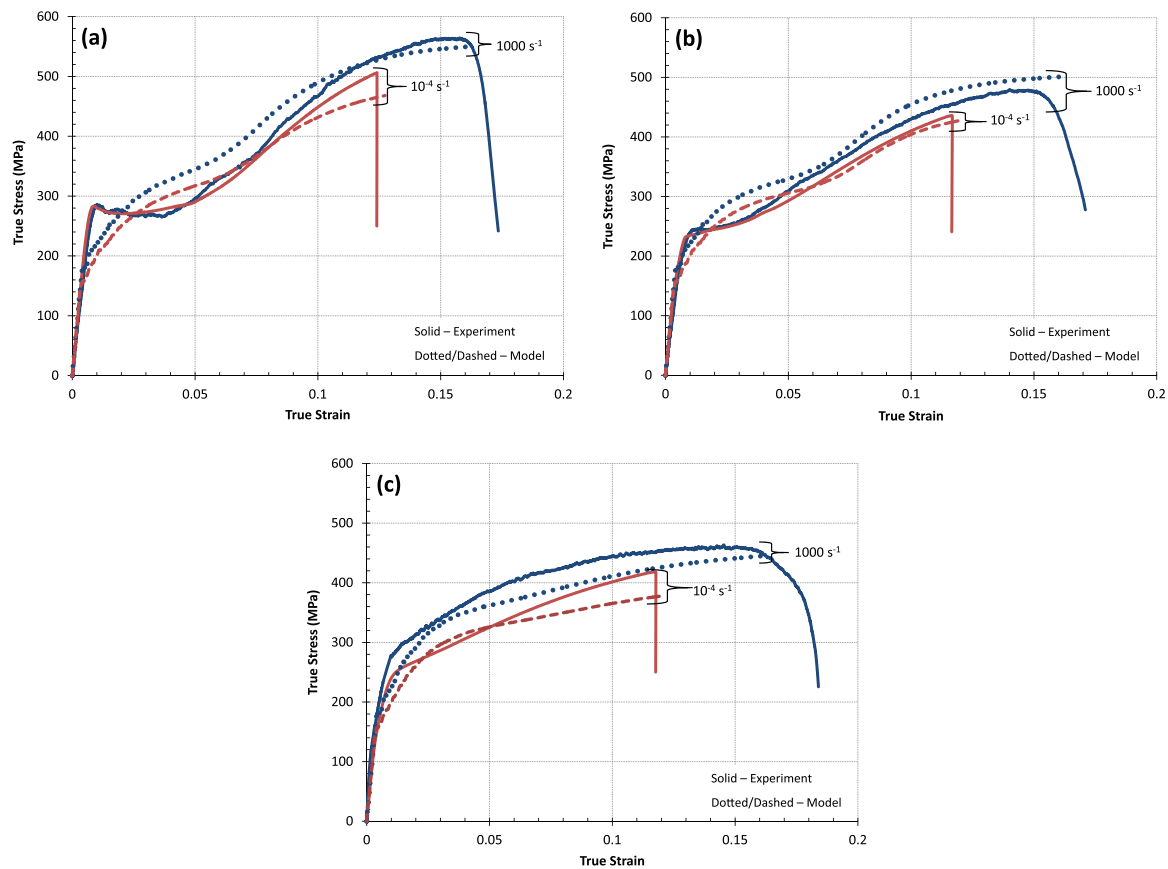 (a)
600
500
400
300
200
100
0
True Stress (MPa)
1000 s⁻¹
10⁻⁴ s⁻¹
Solid – Experiment
Dotted/Dashed – Model
0 0.05 0.1 0.15 0.2
True Strain
(b)
600
500
400
300
200
100
0
True Stress (MPa)
1000 s⁻¹
10⁻⁴ s⁻¹
Solid – Experiment
Dotted/Dashed – Model
0 0.05 0.1 0.15 0.2
True Strain
(c)
600
500
400
300
200
100
0
True Stress (MPa)
1000 s⁻¹
10⁻⁴ s⁻¹
Solid – Experiment
Dotted/Dashed – Model
0 0.05 0.1 0.15 0.2
True Strain